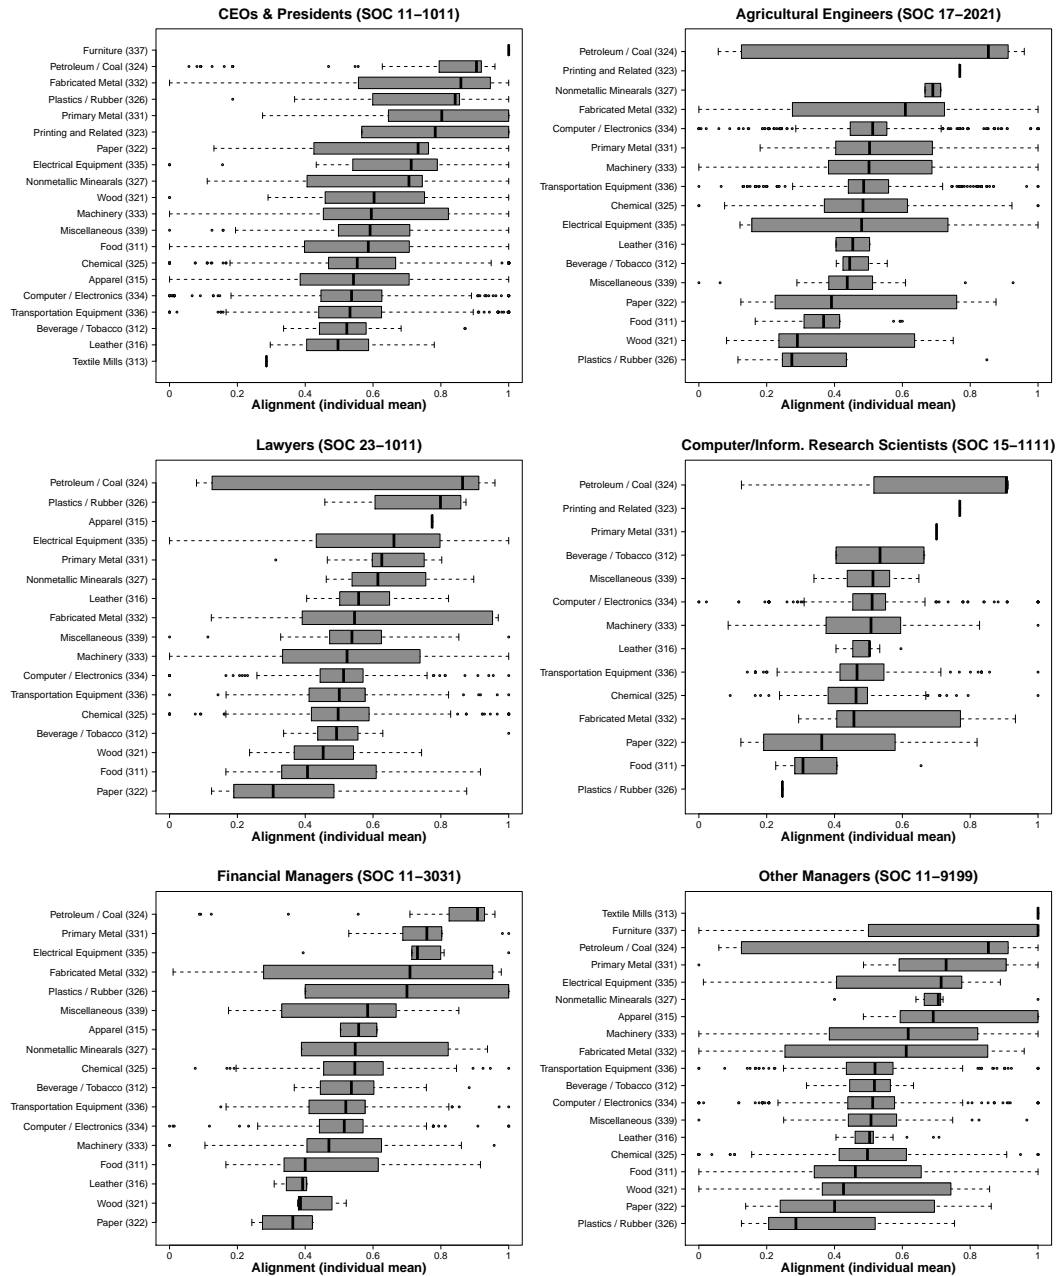 CEOs & Presidents (SOC 11−1011)
Furniture (337)
Petroleum / Coal (324)
Fabricated Metal (332)
Plastics / Rubber (326)
Primary Metal (331)
Printing and Related (323)
Paper (322)
Electrical Equipment (335)
Nonmetallic Minearals (327)
Wood (321)
Machinery (333)
Miscellaneous (339)
Food (311)
Chemical (325)
Apparel (315)
Computer / Electronics (334)
Transportation Equipment (336)
Beverage / Tobacco (312)
Leather (316)
Textile Mills (313)
0 0.2 0.4 0.6 0.8 1
Alignment (individual mean)
Agricultural Engineers (SOC 17−2021)
Petroleum / Coal (324)
Printing and Related (323)
Nonmetallic Minearals (327)
Fabricated Metal (332)
Computer / Electronics (334)
Primary Metal (331)
Machinery (333)
Transportation Equipment (336)
Chemical (325)
Electrical Equipment (335)
Leather (316)
Beverage / Tobacco (312)
Miscellaneous (339)
Paper (322)
Food (311)
Wood (321)
Plastics / Rubber (326)
0 0.2 0.4 0.6 0.8 1
Alignment (individual mean)
Lawyers (SOC 23−1011)
Petroleum / Coal (324)
Plastics / Rubber (326)
Apparel (315)
Electrical Equipment (335)
Primary Metal (331)
Nonmetallic Minearals (327)
Leather (316)
Fabricated Metal (332)
Miscellaneous (339)
Machinery (333)
Computer / Electronics (334)
Transportation Equipment (336)
Chemical (325)
Beverage / Tobacco (312)
Wood (321)
Food (311)
Paper (322)
0 0.2 0.4 0.6 0.8 1
Alignment (individual mean)
Computer/Inform. Research Scientists (SOC 15−1111)
Petroleum / Coal (324)
Printing and Related (323)
Primary Metal (331)
Beverage / Tobacco (312)
Miscellaneous (339)
Computer / Electronics (334)
Machinery (333)
Leather (316)
Transportation Equipment (336)
Chemical (325)
Fabricated Metal (332)
Paper (322)
Food (311)
Plastics / Rubber (326)
0 0.2 0.4 0.6 0.8 1
Alignment (individual mean)
Financial Managers (SOC 11−3031)
Petroleum / Coal (324)
Primary Metal (331)
Electrical Equipment (335)
Fabricated Metal (332)
Plastics / Rubber (326)
Miscellaneous (339)
Apparel (315)
Nonmetallic Minearals (327)
Chemical (325)
Beverage / Tobacco (312)
Transportation Equipment (336)
Computer / Electronics (334)
Machinery (333)
Food (311)
Leather (316)
Wood (321)
Paper (322)
0 0.2 0.4 0.6 0.8 1
Alignment (individual mean)
Other Managers (SOC 11−9199)
Textile Mills (313)
Furniture (337)
Petroleum / Coal (324)
Primary Metal (331)
Electrical Equipment (335)
Nonmetallic Minearals (327)
Apparel (315)
Machinery (333)
Fabricated Metal (332)
Transportation Equipment (336)
Beverage / Tobacco (312)
Computer / Electronics (334)
Miscellaneous (339)
Leather (316)
Chemical (325)
Food (311)
Wood (321)
Paper (322)
Plastics / Rubber (326)
0 0.2 0.4 0.6 0.8 1
Alignment (individual mean)